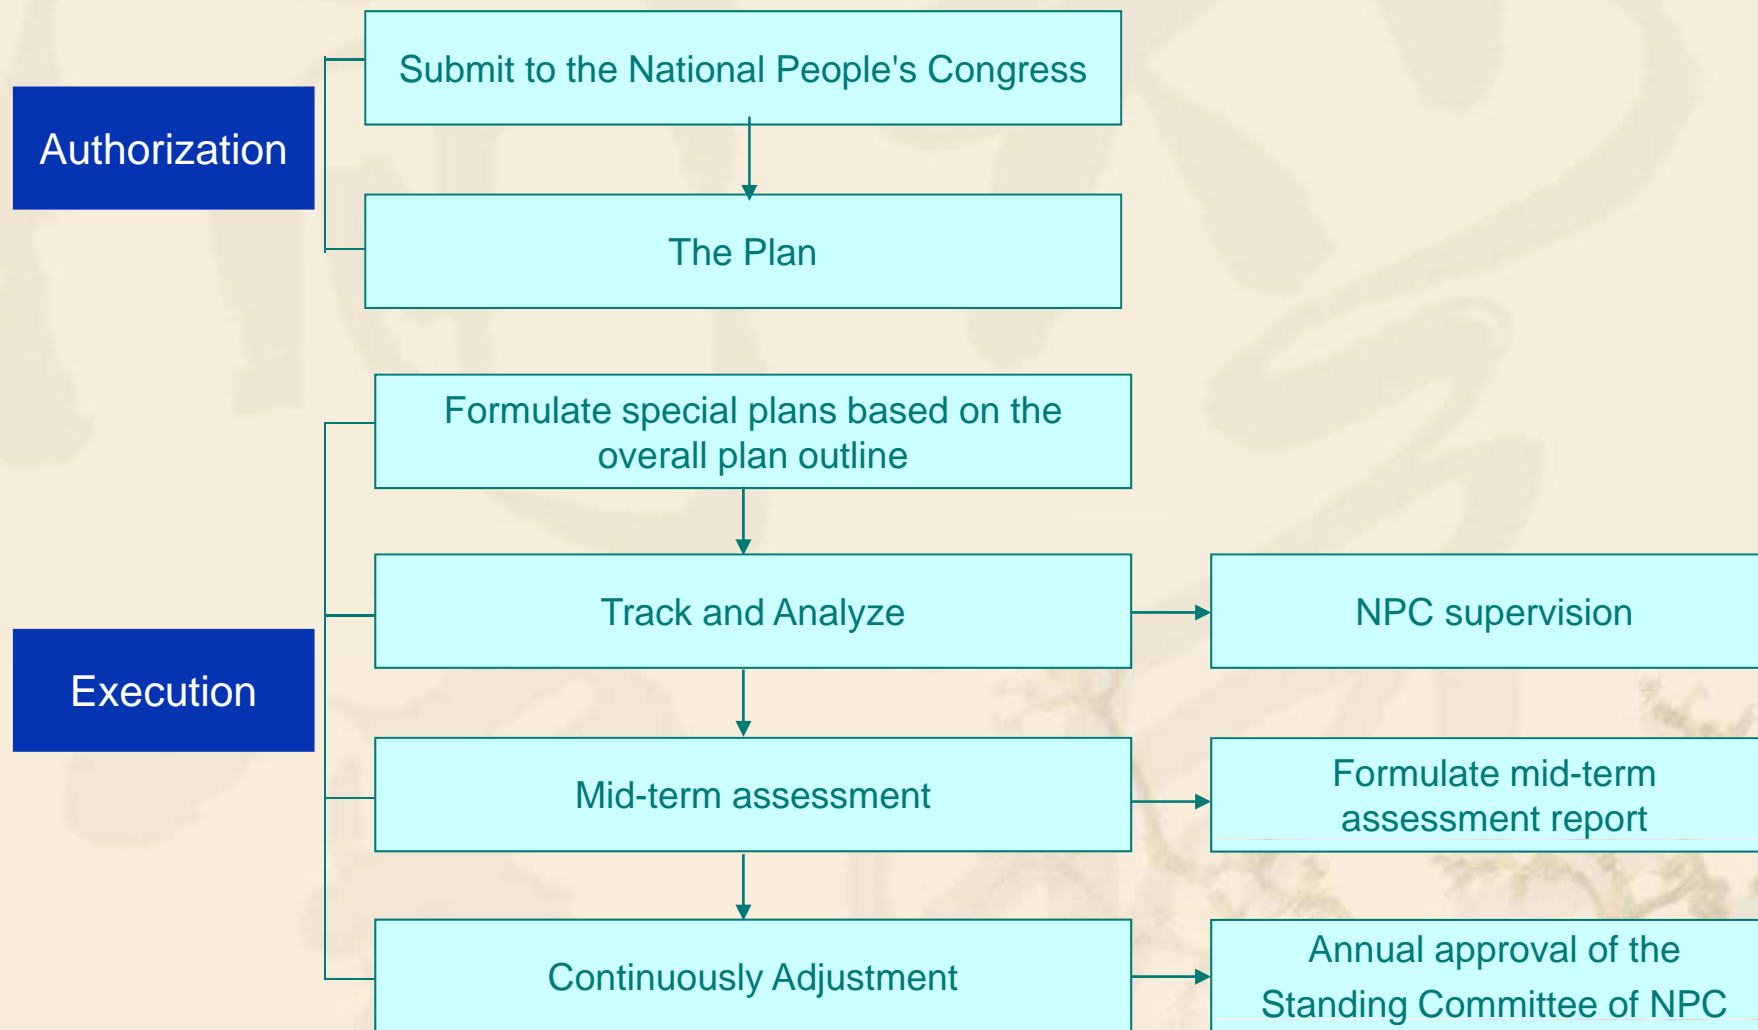 Submit to the National People's Congress
Authorization
The Plan
Formulate special plans based on the
overall plan outline
Track and Analyze
NPC supervision
Execution
Mid-term assessment
Formulate mid-term
assessment report
Continuously Adjustment
Annual approval of the
Standing Committee of NPC